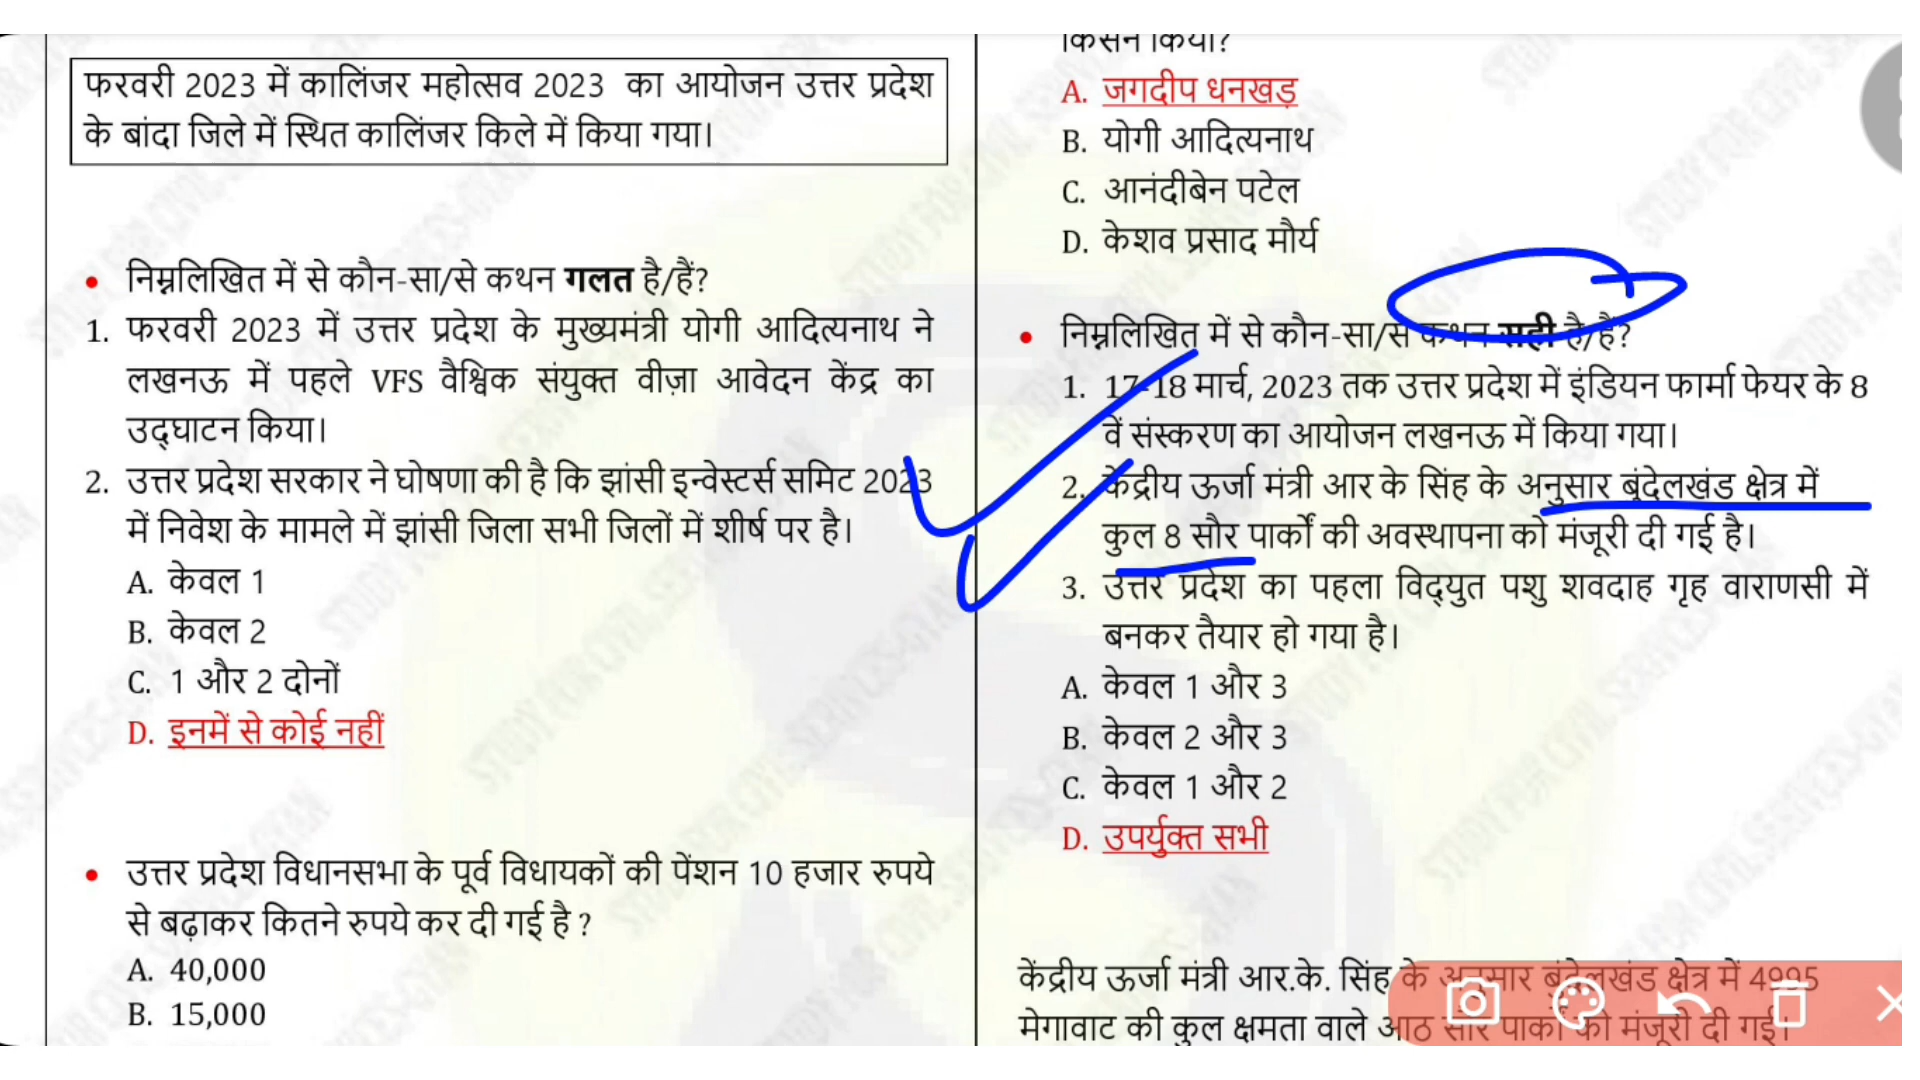 फरवरी 2023 में कालिंजर महोत्सव 2023 का आयोजन उत्तर प्रदेश
के बांदा जिले में स्थित कालिंजर किले में किया गया।
• निम्नलिखित में से कौन-सा/से कथन गलत है/हैं?
1. फरवरी 2023 में उत्तर प्रदेश के मुख्यमंत्री योगी आदित्यनाथ ने
लखनऊ में पहले VFS वैश्विक संयुक्त वीज़ा आवेदन केंद्र का
उद्घाटन किया।
2. उत्तर प्रदेश सरकार ने घोषणा की है कि झांसी इन्वेस्टर्स समिट 2023
में निवेश के मामले में झांसी जिला सभी जिलों में शीर्ष पर है।
A. केवल 1
B. केवल 2
C. 1 और 2 दोनों
D. इनमें से कोई नहीं
• उत्तर प्रदेश विधानसभा के पूर्व विधायकों की पेंशन 10 हजार रुपये
से बढ़ाकर कितने रुपये कर दी गई है ?
A. 40,000
B. 15,000
किसने किया?
A. जगदीप धनखड़
B. योगी आदित्यनाथ
C. आनंदीबेन पटेल
D. केशव प्रसाद मौर्य
• निम्नलिखित में से कौन-सा/से कथन सही है/हैं?
1. 17-18 मार्च, 2023 तक उत्तर प्रदेश में इंडियन फार्मा फेयर के 8
वें संस्करण का आयोजन लखनऊ में किया गया।
2. केंद्रीय ऊर्जा मंत्री आर के सिंह के अनुसार बुंदेलखंड क्षेत्र में
कुल 8 सौर पार्कों की अवस्थापना को मंजूरी दी गई है।
3. उत्तर प्रदेश का पहला विद्युत पशु शवदाह गृह वाराणसी में
बनकर तैयार हो गया है।
A. केवल 1 और 3
B. केवल 2 और 3
C. केवल 1 और 2
D. उपर्युक्त सभी
केंद्रीय ऊर्जा मंत्री आर.के. सिंह के अनुसार बुंदेलखंड क्षेत्र में 4995
मेगावाट की कुल क्षमता वाले आठ सौर पार्कों को मंजूरी दी गई।